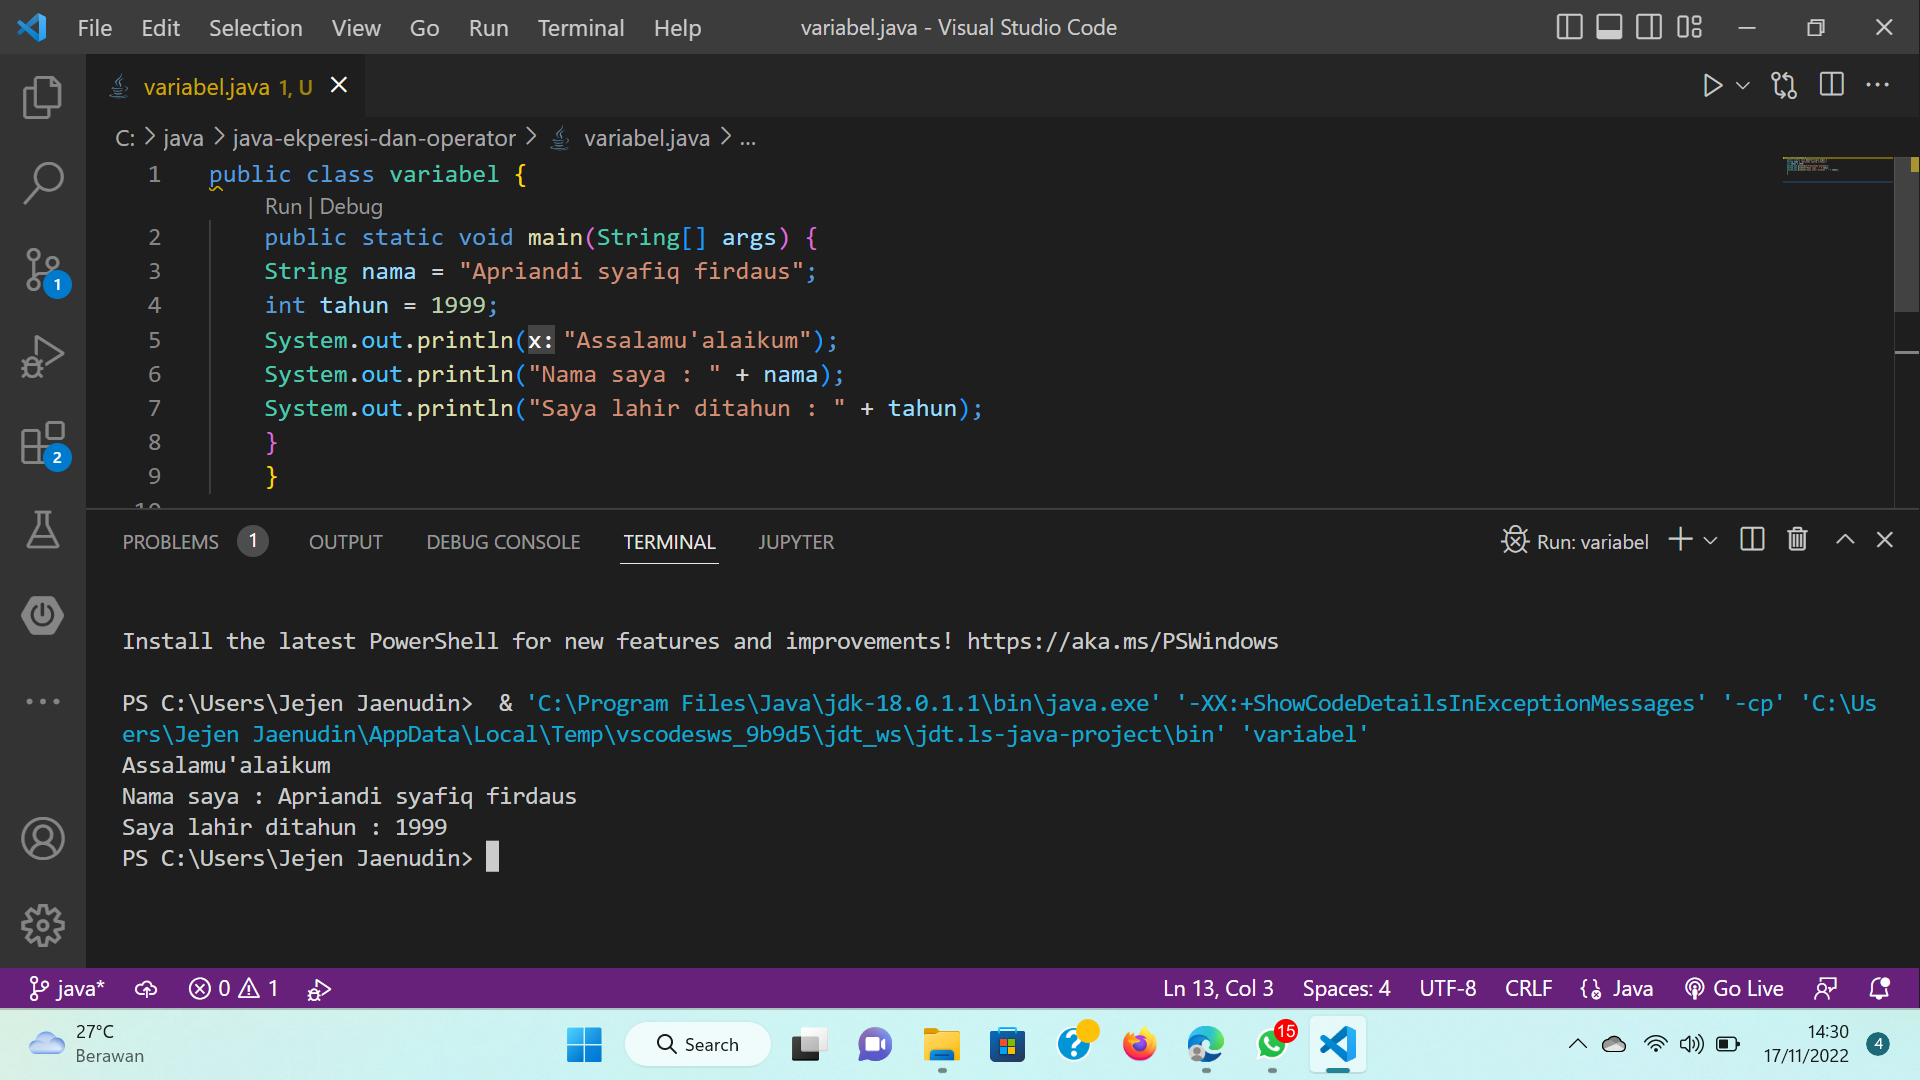 File Edit Selection View Go Run Terminal Help variabel.java - Visual Studio Code
variabel.java 1, U
C: > java > java-ekperesi-dan-operator > variabel.java > ...
1 public class variabel {
Run | Debug
2 public static void main(String[] args) {
3 String nama = "Apriandi syafiq firdaus";
4 int tahun = 1999;
5 System.out.println(x: "Assalamu'alaikum");
6 System.out.println("Nama saya : " + nama);
7 System.out.println("Saya lahir ditahun : " + tahun);
8 }
9 }
10
1
2
PROBLEMS 1 OUTPUT DEBUG CONSOLE TERMINAL JUPYTER Run: variabel
Install the latest PowerShell for new features and improvements! https://aka.ms/PSWindows
PS C:\Users\Jejen Jaenudin>  & 'C:\Program Files\Java\jdk-18.0.1.1\bin\java.exe' '-XX:+ShowCodeDetailsInExceptionMessages' '-cp' 'C:\Us
ers\Jejen Jaenudin\AppData\Local\Temp\vscodesws_9b9d5\jdt_ws\jdt.ls-java-project\bin' 'variabel'
Assalamu'alaikum
Nama saya : Apriandi syafiq firdaus
Saya lahir ditahun : 1999
PS C:\Users\Jejen Jaenudin>
java* 0 1 Ln 13, Col 3 Spaces: 4 UTF-8 CRLF Java Go Live
27°C
Berawan
Search
15
14:30
17/11/2022
4